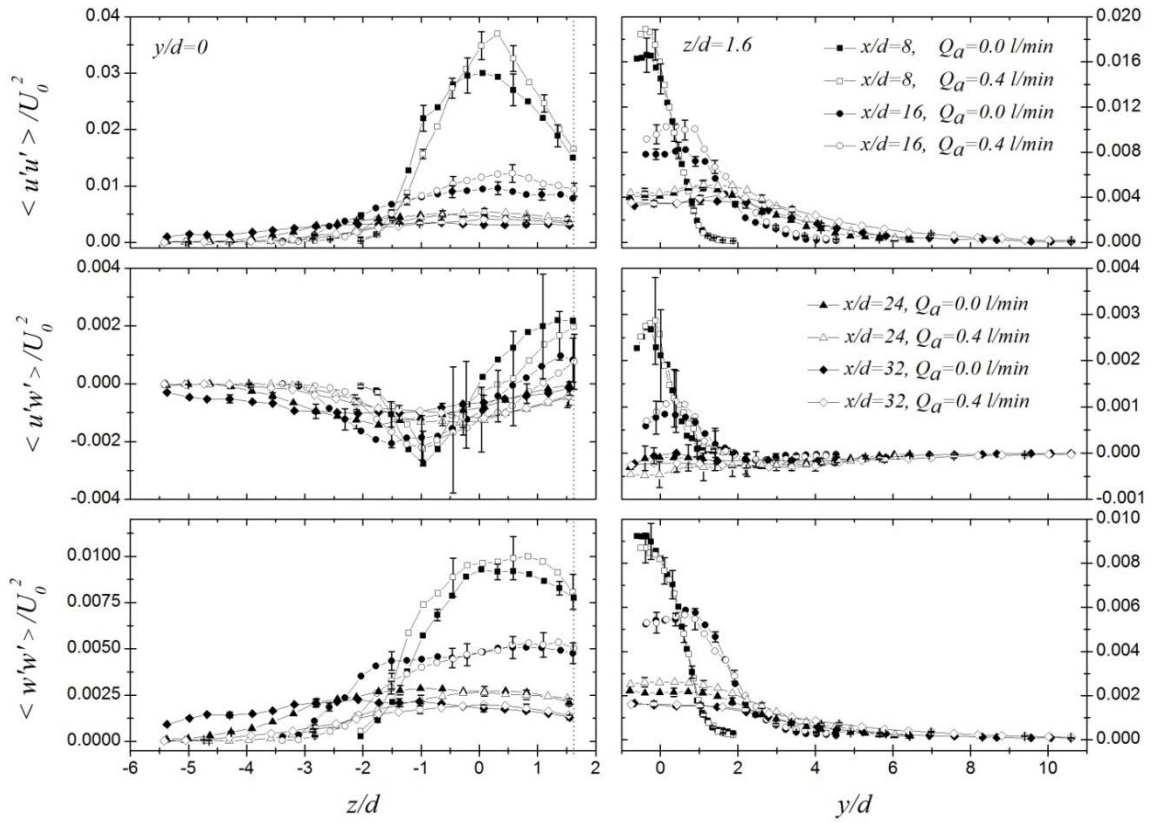 0.04
0.03
0.02
0.01
0.00
< u'u' > /U₀²
y/d=0
z/d=1.6
x/d=8, Qₐ=0.0 l/min
x/d=8, Qₐ=0.4 l/min
x/d=16, Qₐ=0.0 l/min
x/d=16, Qₐ=0.4 l/min
0.020
0.016
0.012
0.008
0.004
0.000
0.004
0.002
0.000
-0.002
-0.004
< u'w' > /U₀²
x/d=24, Qₐ=0.0 l/min
x/d=24, Qₐ=0.4 l/min
x/d=32, Qₐ=0.0 l/min
x/d=32, Qₐ=0.4 l/min
0.004
0.003
0.002
0.001
0.000
-0.001
0.0100
0.0075
0.0050
0.0025
0.0000
< w'w' > /U₀²
0.010
0.008
0.006
0.004
0.002
0.000
-6 -5 -4 -3 -2 -1 0 1 2
0 2 4 6 8 10
z/d
y/d